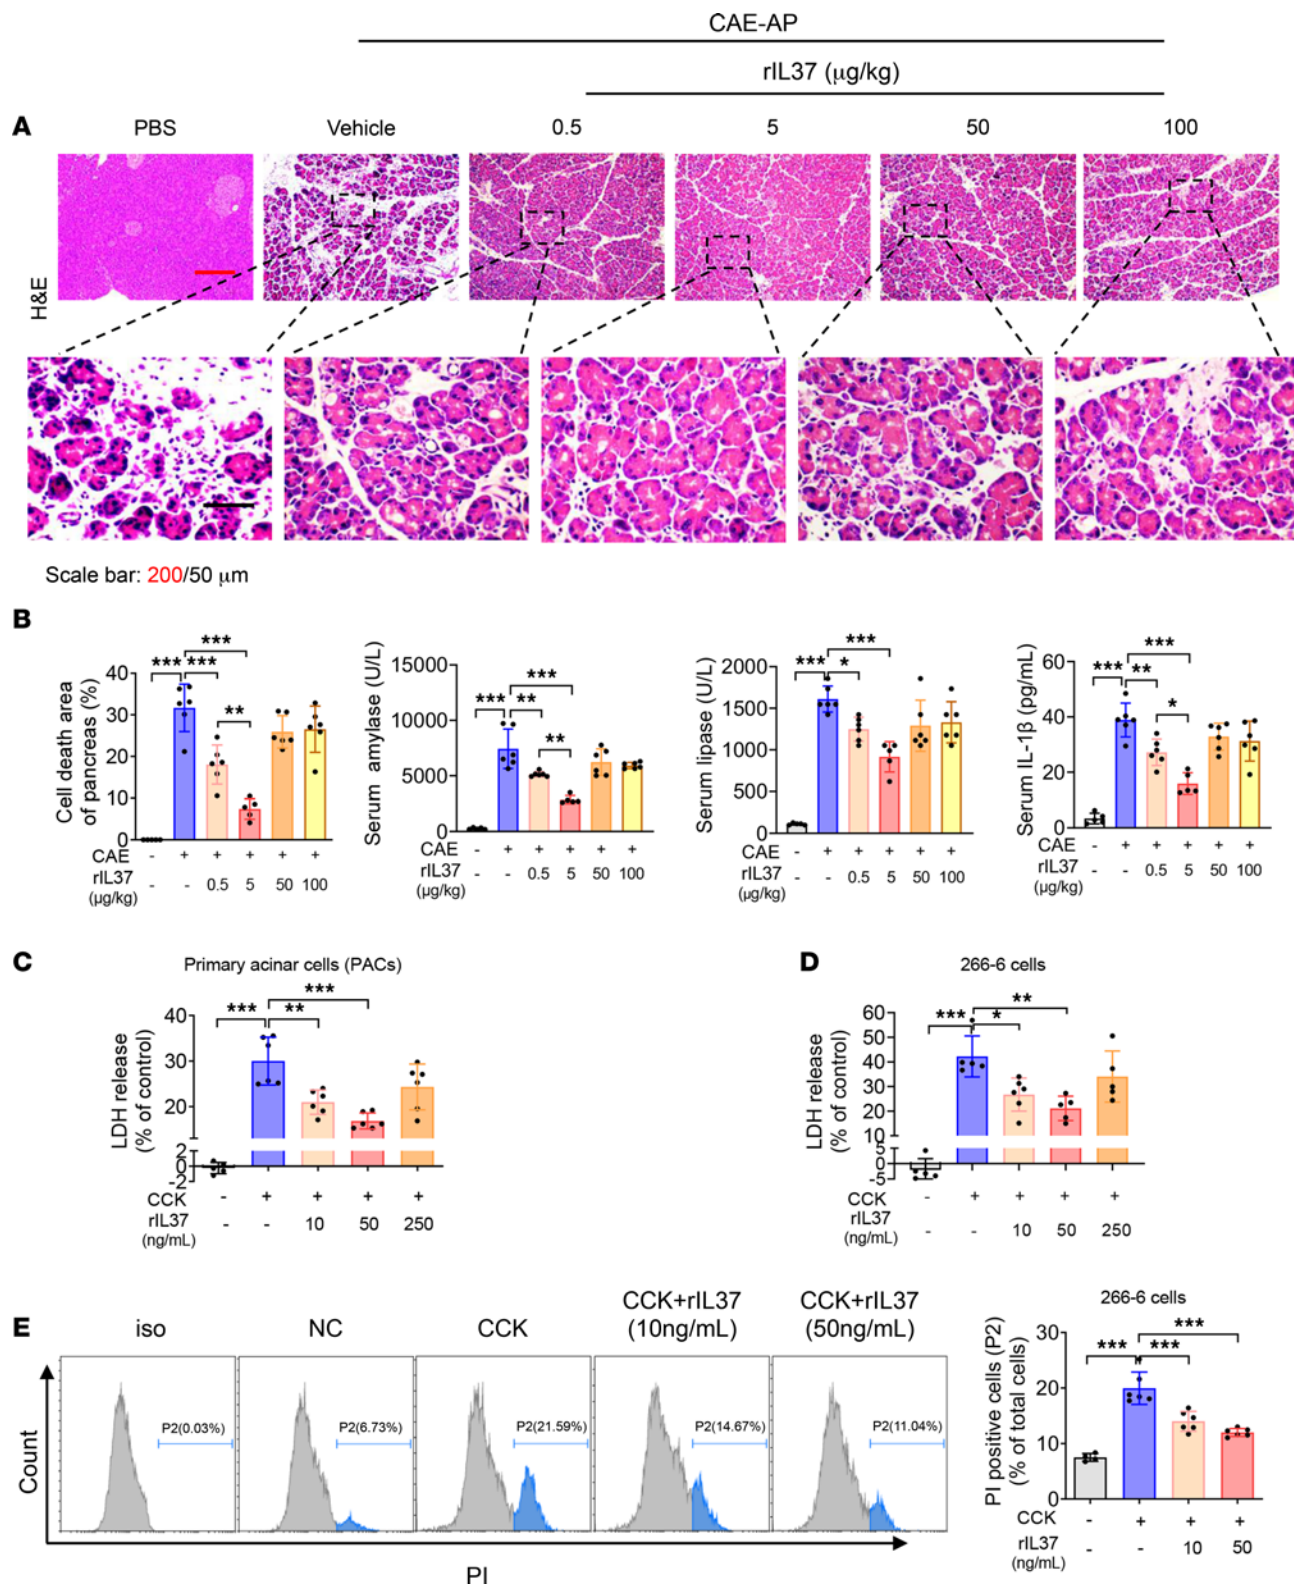 CAE-AP
rIL37 (μg/kg)
A
PBS
Vehicle
0.5
5
50
100
H&E
Scale bar: 200/50 μm
B
Cell death area
of pancreas (%)
40
30
20
10
0
*** *** *** **
CAE - + + + + +
rIL37 - - 0.5 5 50 100
(μg/kg)
Serum amylase (U/L)
15000
10000
5000
0
*** ** *** **
CAE - + + + + +
rIL37 - - 0.5 5 50 100
(μg/kg)
Serum lipase (U/L)
2000
1500
1000
500
0
*** * ***
CAE - + + + + +
rIL37 - - 0.5 5 50 100
(μg/kg)
Serum IL-1β (pg/mL)
60
40
20
0
*** ** *** *
CAE - + + + + +
rIL37 - - 0.5 5 50 100
(μg/kg)
C
Primary acinar cells (PACs)
LDH release
(% of control)
40
30
20
2
0
-2
*** ** ***
CCK - + + + +
rIL37 - - 10 50 250
(ng/mL)
D
266-6 cells
LDH release
(% of control)
60
50
40
30
20
10
5
0
-5
*** * **
CCK - + + + +
rIL37 - - 10 50 250
(ng/mL)
E
iso
NC
CCK
CCK+rIL37
(10ng/mL)
CCK+rIL37
(50ng/mL)
P2(0.03%)
P2(6.73%)
P2(21.59%)
P2(14.67%)
P2(11.04%)
Count
PI
266-6 cells
PI positive cells (P2)
(% of total cells)
30
20
10
0
*** *** ***
CCK - + + +
rIL37 - - 10 50
(ng/mL)